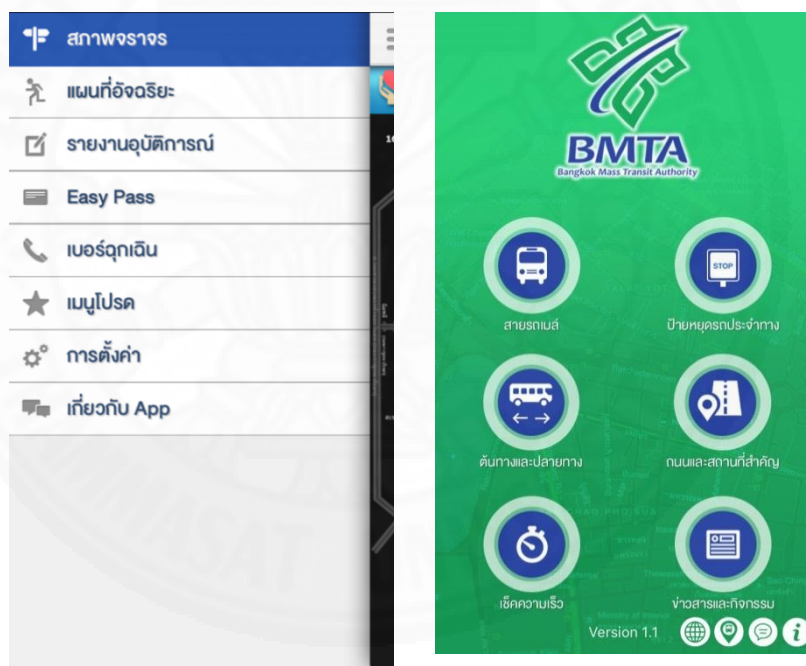 สภาพจราจร
แผนที่อัจฉริยะ
รายงานอุบัติการณ์
Easy Pass
เบอร์ฉุกเฉิน
เมนูโปรด
การตั้งค่า
เกี่ยวกับ App
BMTA
Bangkok Mass Transit Authority
STOP
สายรถเมล์
ป้ายหยุดรถประจำทาง
ต้นทางและปลายทาง
ถนนและสถานที่สำคัญ
เช็คความเร็ว
ข่าวสารและกิจกรรม
Version 1.1